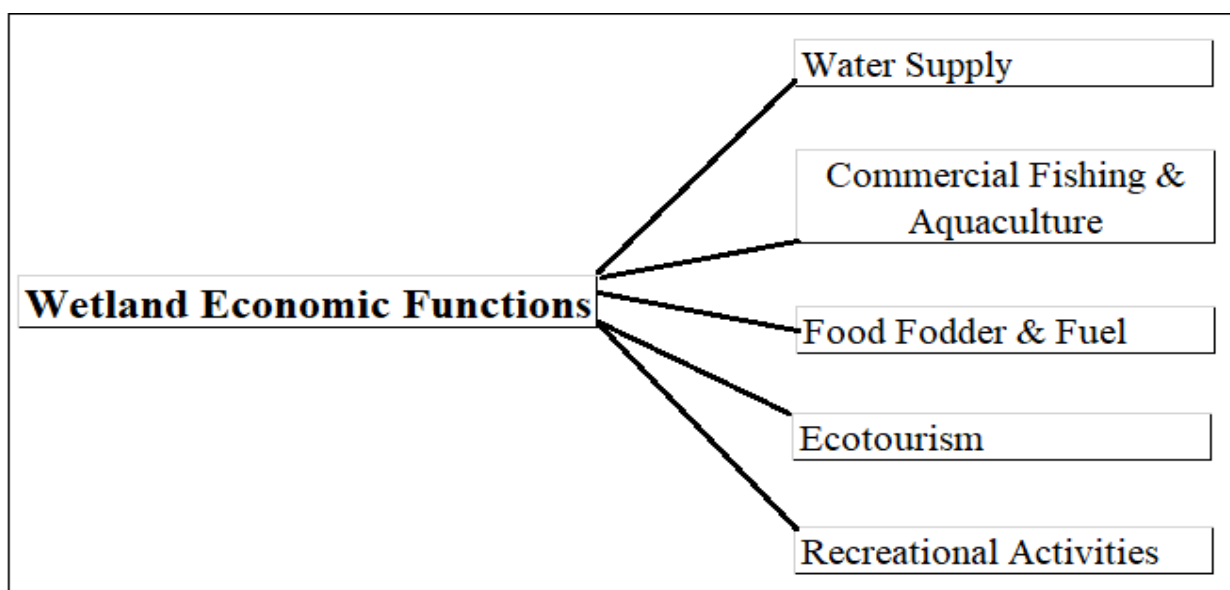 Water Supply
Commercial Fishing &
Aquaculture
Wetland Economic Functions
Food Fodder & Fuel
Ecotourism
Recreational Activities